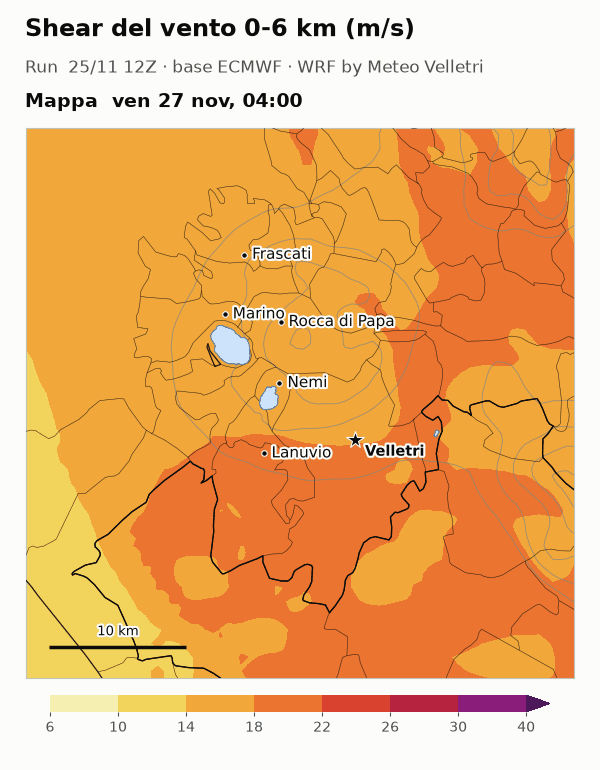 Shear del vento 0-6 km (m/s)
Run  25/11 12Z · base ECMWF · WRF by Meteo Velletri
Mappa  ven 27 nov, 04:00
Frascati
Marino
Rocca di Papa
Nemi
Velletri
Lanuvio
10 km
6 10 14 18 22 26 30 40